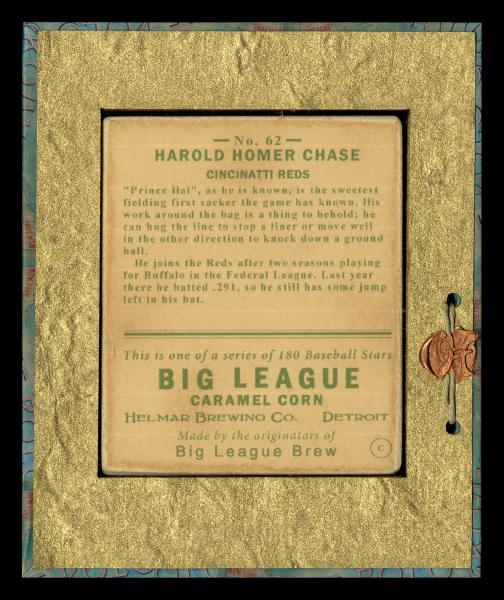 — No. 62 —
HAROLD HOMER CHASE
CINCINATTI REDS
"Prince Hal", as he is known, is the sweetest
fielding first sacker the game has known. His
work around the bag is a thing to behold; he
can hug the line to stop a liner or move well
in the other direction to knock down a ground
ball.
He joins the Reds after two seasons playing
for Buffalo in the Federal League. Last year
there he batted .291, so he still has some jump
left in his bat.
This is one of a series of 180 Baseball Stars
BIG LEAGUE
CARAMEL CORN
HELMAR BREWING CO. DETROIT
Made by the originators of
Big League Brew
C